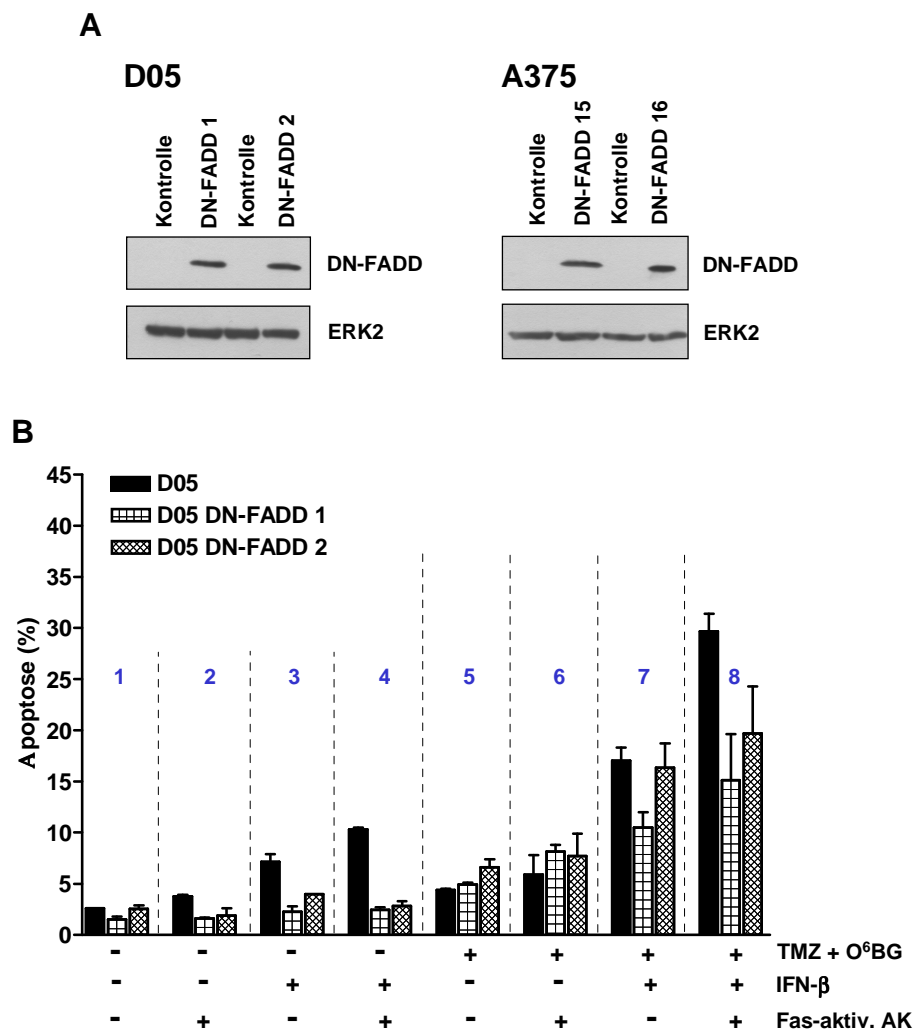 A
D05
A375
Kontrolle
DN-FADD 1
Kontrolle
DN-FADD 2
Kontrolle
DN-FADD 15
Kontrolle
DN-FADD 16
DN-FADD
DN-FADD
ERK2
ERK2
B
Apoptose (%)
45
40
35
30
25
20
15
10
5
0
D05
D05 DN-FADD 1
D05 DN-FADD 2
1 2 3 4 5 6 7 8
- - - - + + + + TMZ + O⁶BG
- - + + - - + + IFN-β
- + - + - + - + Fas-aktiv. AK